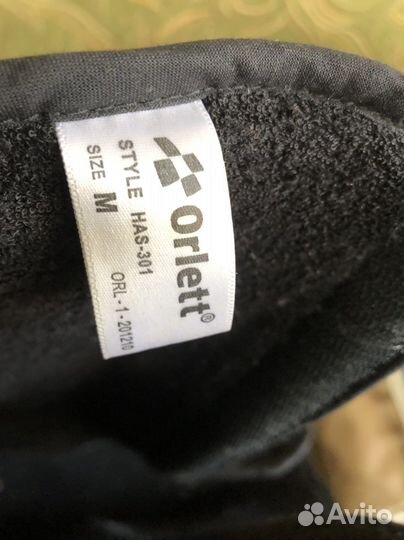 Orlett®
STYLE HAS-301
SIZE M
ORL-1-201210
Avito